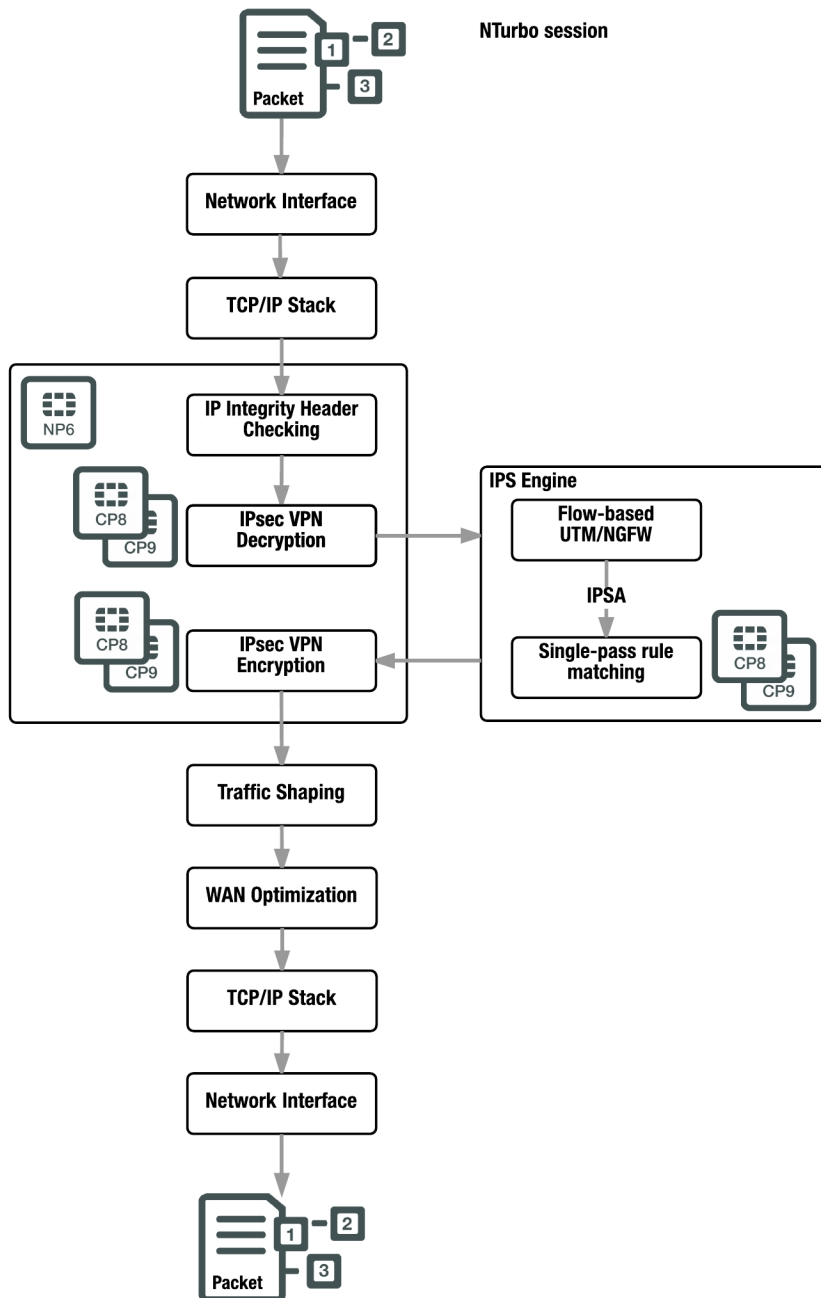 NTurbo session
1
2
3
Packet
Network Interface
TCP/IP Stack
NP6
IP Integrity Header
Checking
CP8
CP9
IPsec VPN
Decryption
IPS Engine
Flow-based
UTM/NGFW
IPSA
Single-pass rule
matching
CP8
CP9
CP8
CP9
IPsec VPN
Encryption
Traffic Shaping
WAN Optimization
TCP/IP Stack
Network Interface
1
2
3
Packet